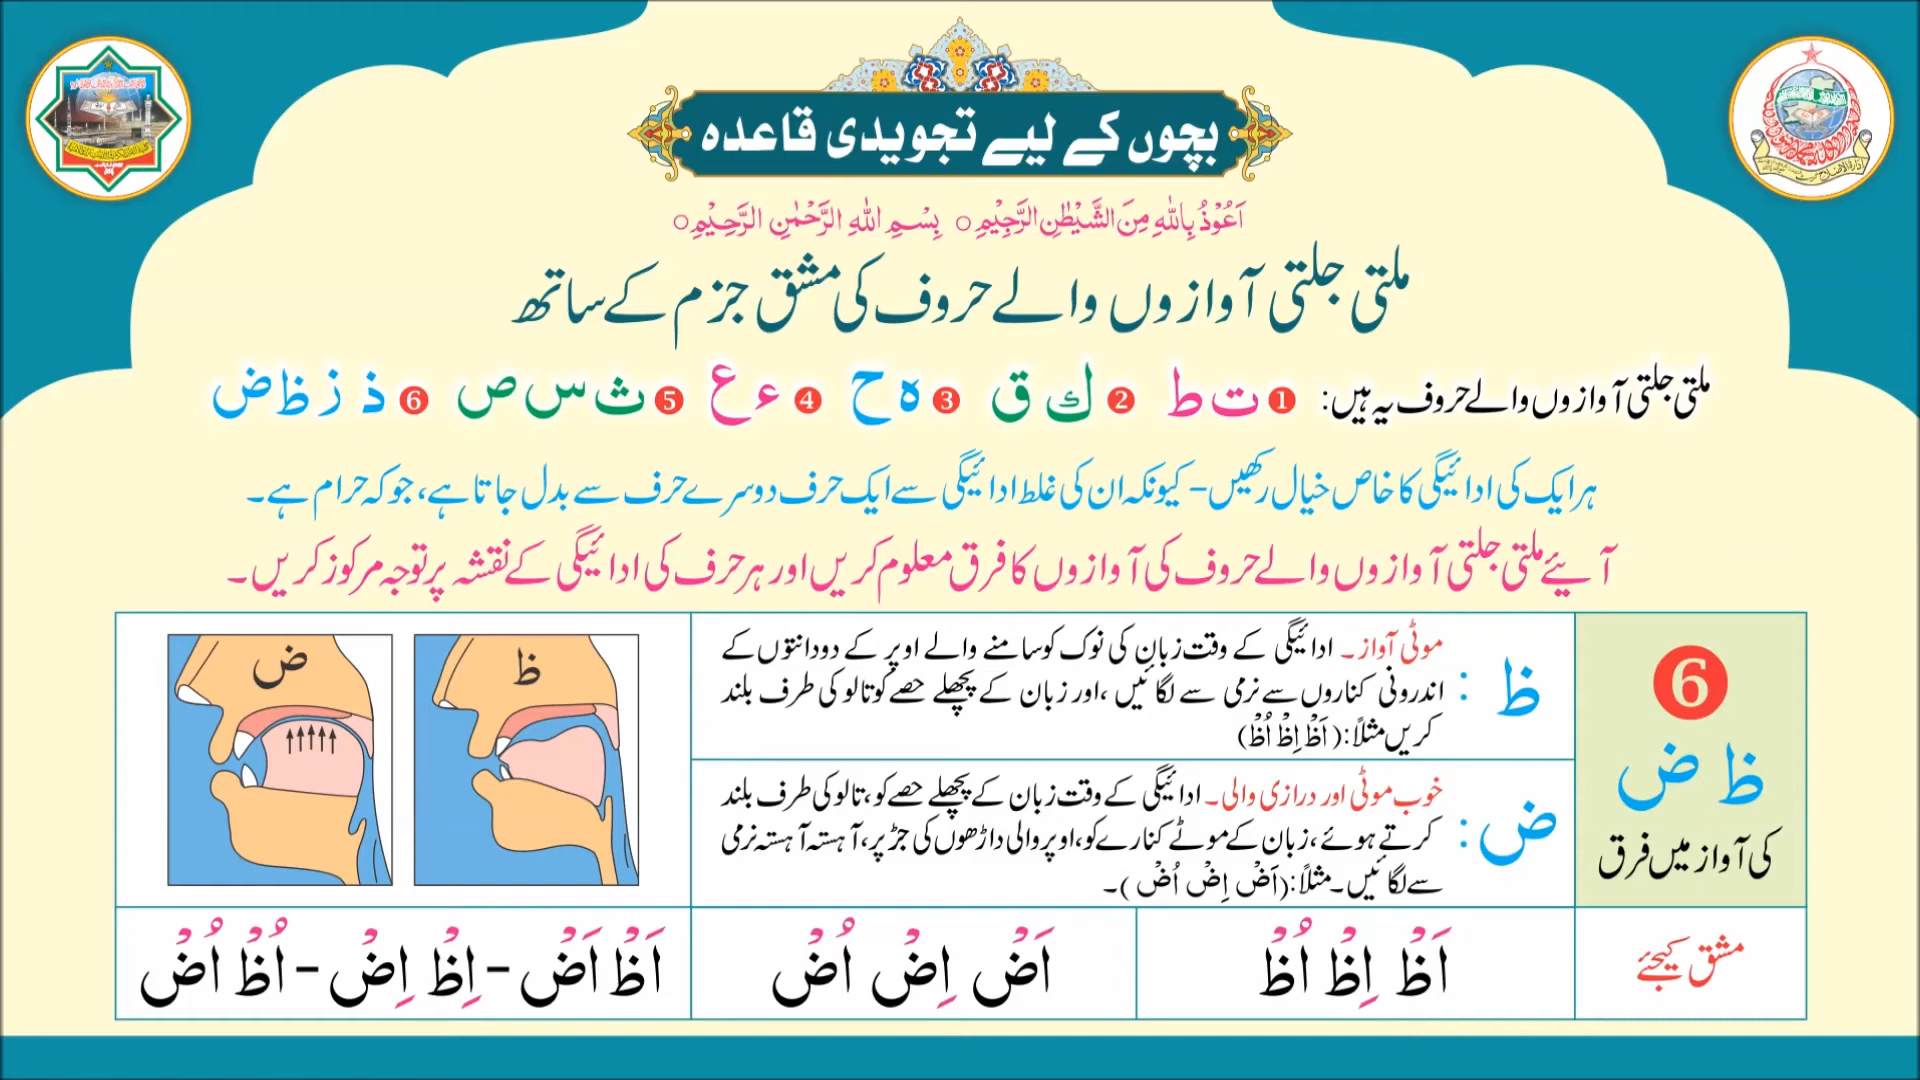 بچوں کے لیے تجویدی قاعدہ
اَعُوْذُ بِاللّٰهِ مِنَ الشَّيْطٰنِ الرَّجِيْمِ○ بِسْمِ اللّٰهِ الرَّحْمٰنِ الرَّحِيْمِ○
ملتی جلتی آوازوں والے حروف کی مشق جزم کے ساتھ
ملتی جلتی آوازوں والے حروف یہ ہیں: 1 ت ط 2 ك ق 3 ہ ح 4 ء ع 5 ث س ص 6 ذ ز ظ ض
ہر ایک کی ادائیگی کا خاص خیال رکھیں- کیونکہ ان کی غلط ادائیگی سے ایک حرف دوسرے حرف سے بدل جاتا ہے، جو کہ حرام ہے۔
آیئے ملتی جلتی آوازوں والے حروف کی آوازوں کا فرق معلوم کریں اور ہر حرف کی ادائیگی کے نقشہ پر توجہ مرکوز کریں۔
6
ظ ض
کی آواز میں فرق
ظ :
موٹی آواز۔ ادائیگی کے وقت زبان کی نوک کو سامنے والے اوپر کے دو دانتوں کے
اندرونی کناروں سے نرمی سے لگائیں، اور زبان کے پچھلے حصے کو تالو کی طرف بلند
کریں مثلاً: (اَظْ اِظْ اُظْ)
ض :
خوب موٹی اور درازی والی۔ ادائیگی کے وقت زبان کے پچھلے حصے کو، تالو کی طرف بلند
کرتے ہوئے، زبان کے موٹے کنارے کو، اوپر والی داڑھوں کی جڑ پر، آہستہ آہستہ نرمی
سے لگائیں۔ مثلاً: (اَضْ اِضْ اُضْ)۔
ظ
ض
مشق کیجئے
اَظْ اِظْ اُظْ
اَضْ اِضْ اُضْ
اَظْ اَضْ - اِظْ اِضْ - اُظْ اُضْ